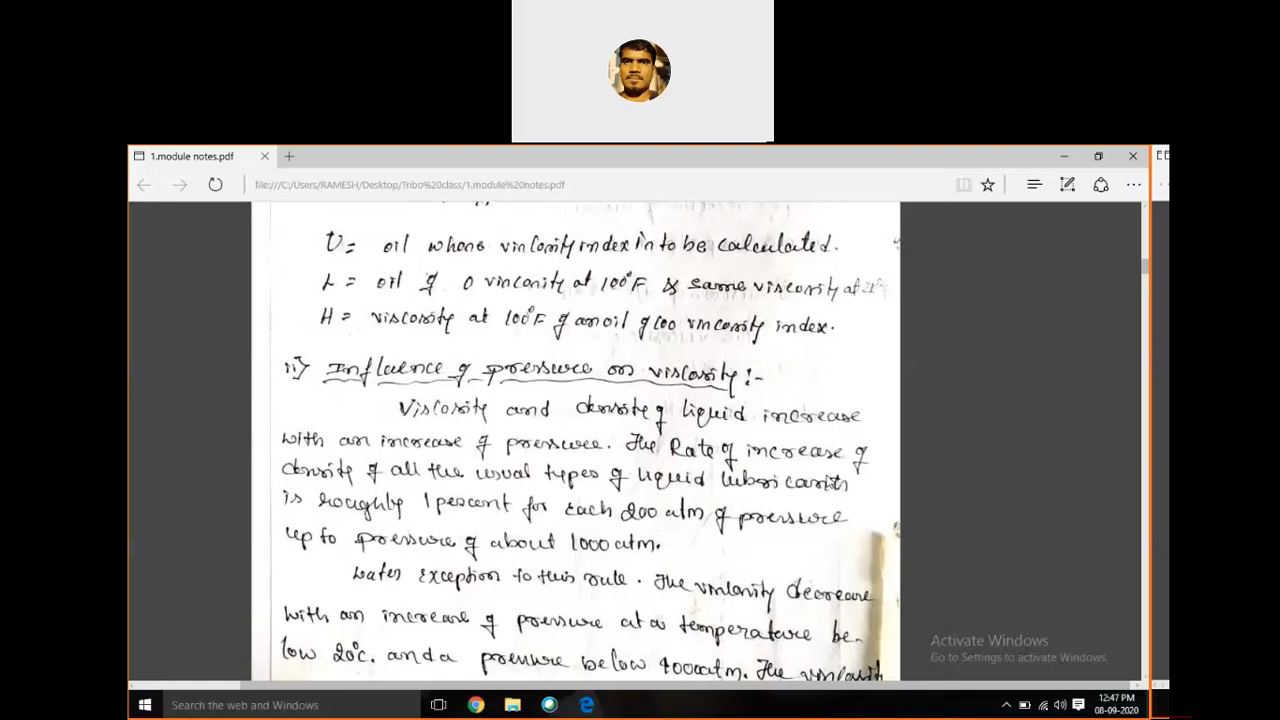 1.module notes.pdf
file:///C:/Users/RAMESH/Desktop/Tribo%20class/1.module%20notes.pdf
U= oil whose viscosity index is to be calculated.
L = oil of 0 viscosity at 100°F & same viscosity at
H = viscosity at 100°F of an oil of 100 viscosity index.
ii) Influence of pressure on viscosity :-
Viscosity and density of liquid increase
with an increase of pressure. The Rate of increase of
density of all the usual types of liquid lubricants
is roughly 1 percent for each 200 atm of pressure
up to pressure of about 1000 atm.
Water exception to this rule. The viscosity decrease
with an increase of pressure at a temperature be-
low 20°c. and a pressure below 4000atm. The viscosity
Activate Windows
Go to Settings to activate Windows.
Search the web and Windows
12:47 PM
08-09-2020